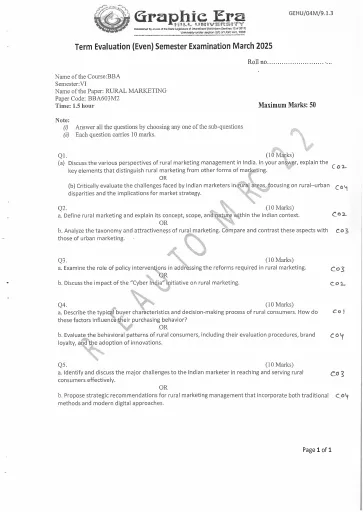 GEHU/04M/9.1.3
Graphic Era
HILL UNIVERSITY
Term Evaluation (Even) Semester Examination March 2025
Roll no..............................
Name of the Course:BBA
Semester:VI
Name of the Paper: RURAL MARKETING
Paper Code: BBA603M2
Time: 1.5 hour Maximum Marks: 50
Note:
(i) Answer all the questions by choosing any one of the sub-questions
(ii) Each question carries 10 marks.
Q1. (10 Marks)
(a) Discuss the various perspectives of rural marketing management in India. In your answer, explain the
key elements that distinguish rural marketing from other forms of marketing. CO2
OR
(b) Critically evaluate the challenges faced by Indian marketers in rural areas, focusing on rural–urban
disparities and the implications for market strategy. CO4
Q2. (10 Marks)
a. Define rural marketing and explain its concept, scope, and nature within the Indian context. CO2
OR
b. Analyze the taxonomy and attractiveness of rural marketing. Compare and contrast these aspects with
those of urban marketing. CO3
Q3. (10 Marks)
a. Examine the role of policy interventions in addressing the reforms required in rural marketing. CO3
OR
b. Discuss the impact of the "Cyber India" initiative on rural marketing. CO2
Q4. (10 Marks)
a. Describe the typical buyer characteristics and decision-making process of rural consumers. How do
these factors influence their purchasing behavior? CO1
OR
b. Evaluate the behavioral patterns of rural consumers, including their evaluation procedures, brand
loyalty, and the adoption of innovations. CO4
Q5. (10 Marks)
a. Identify and discuss the major challenges to the Indian marketer in reaching and serving rural
consumers effectively. CO3
OR
b. Propose strategic recommendations for rural marketing management that incorporate both traditional
methods and modern digital approaches. CO4
Page 1 of 1